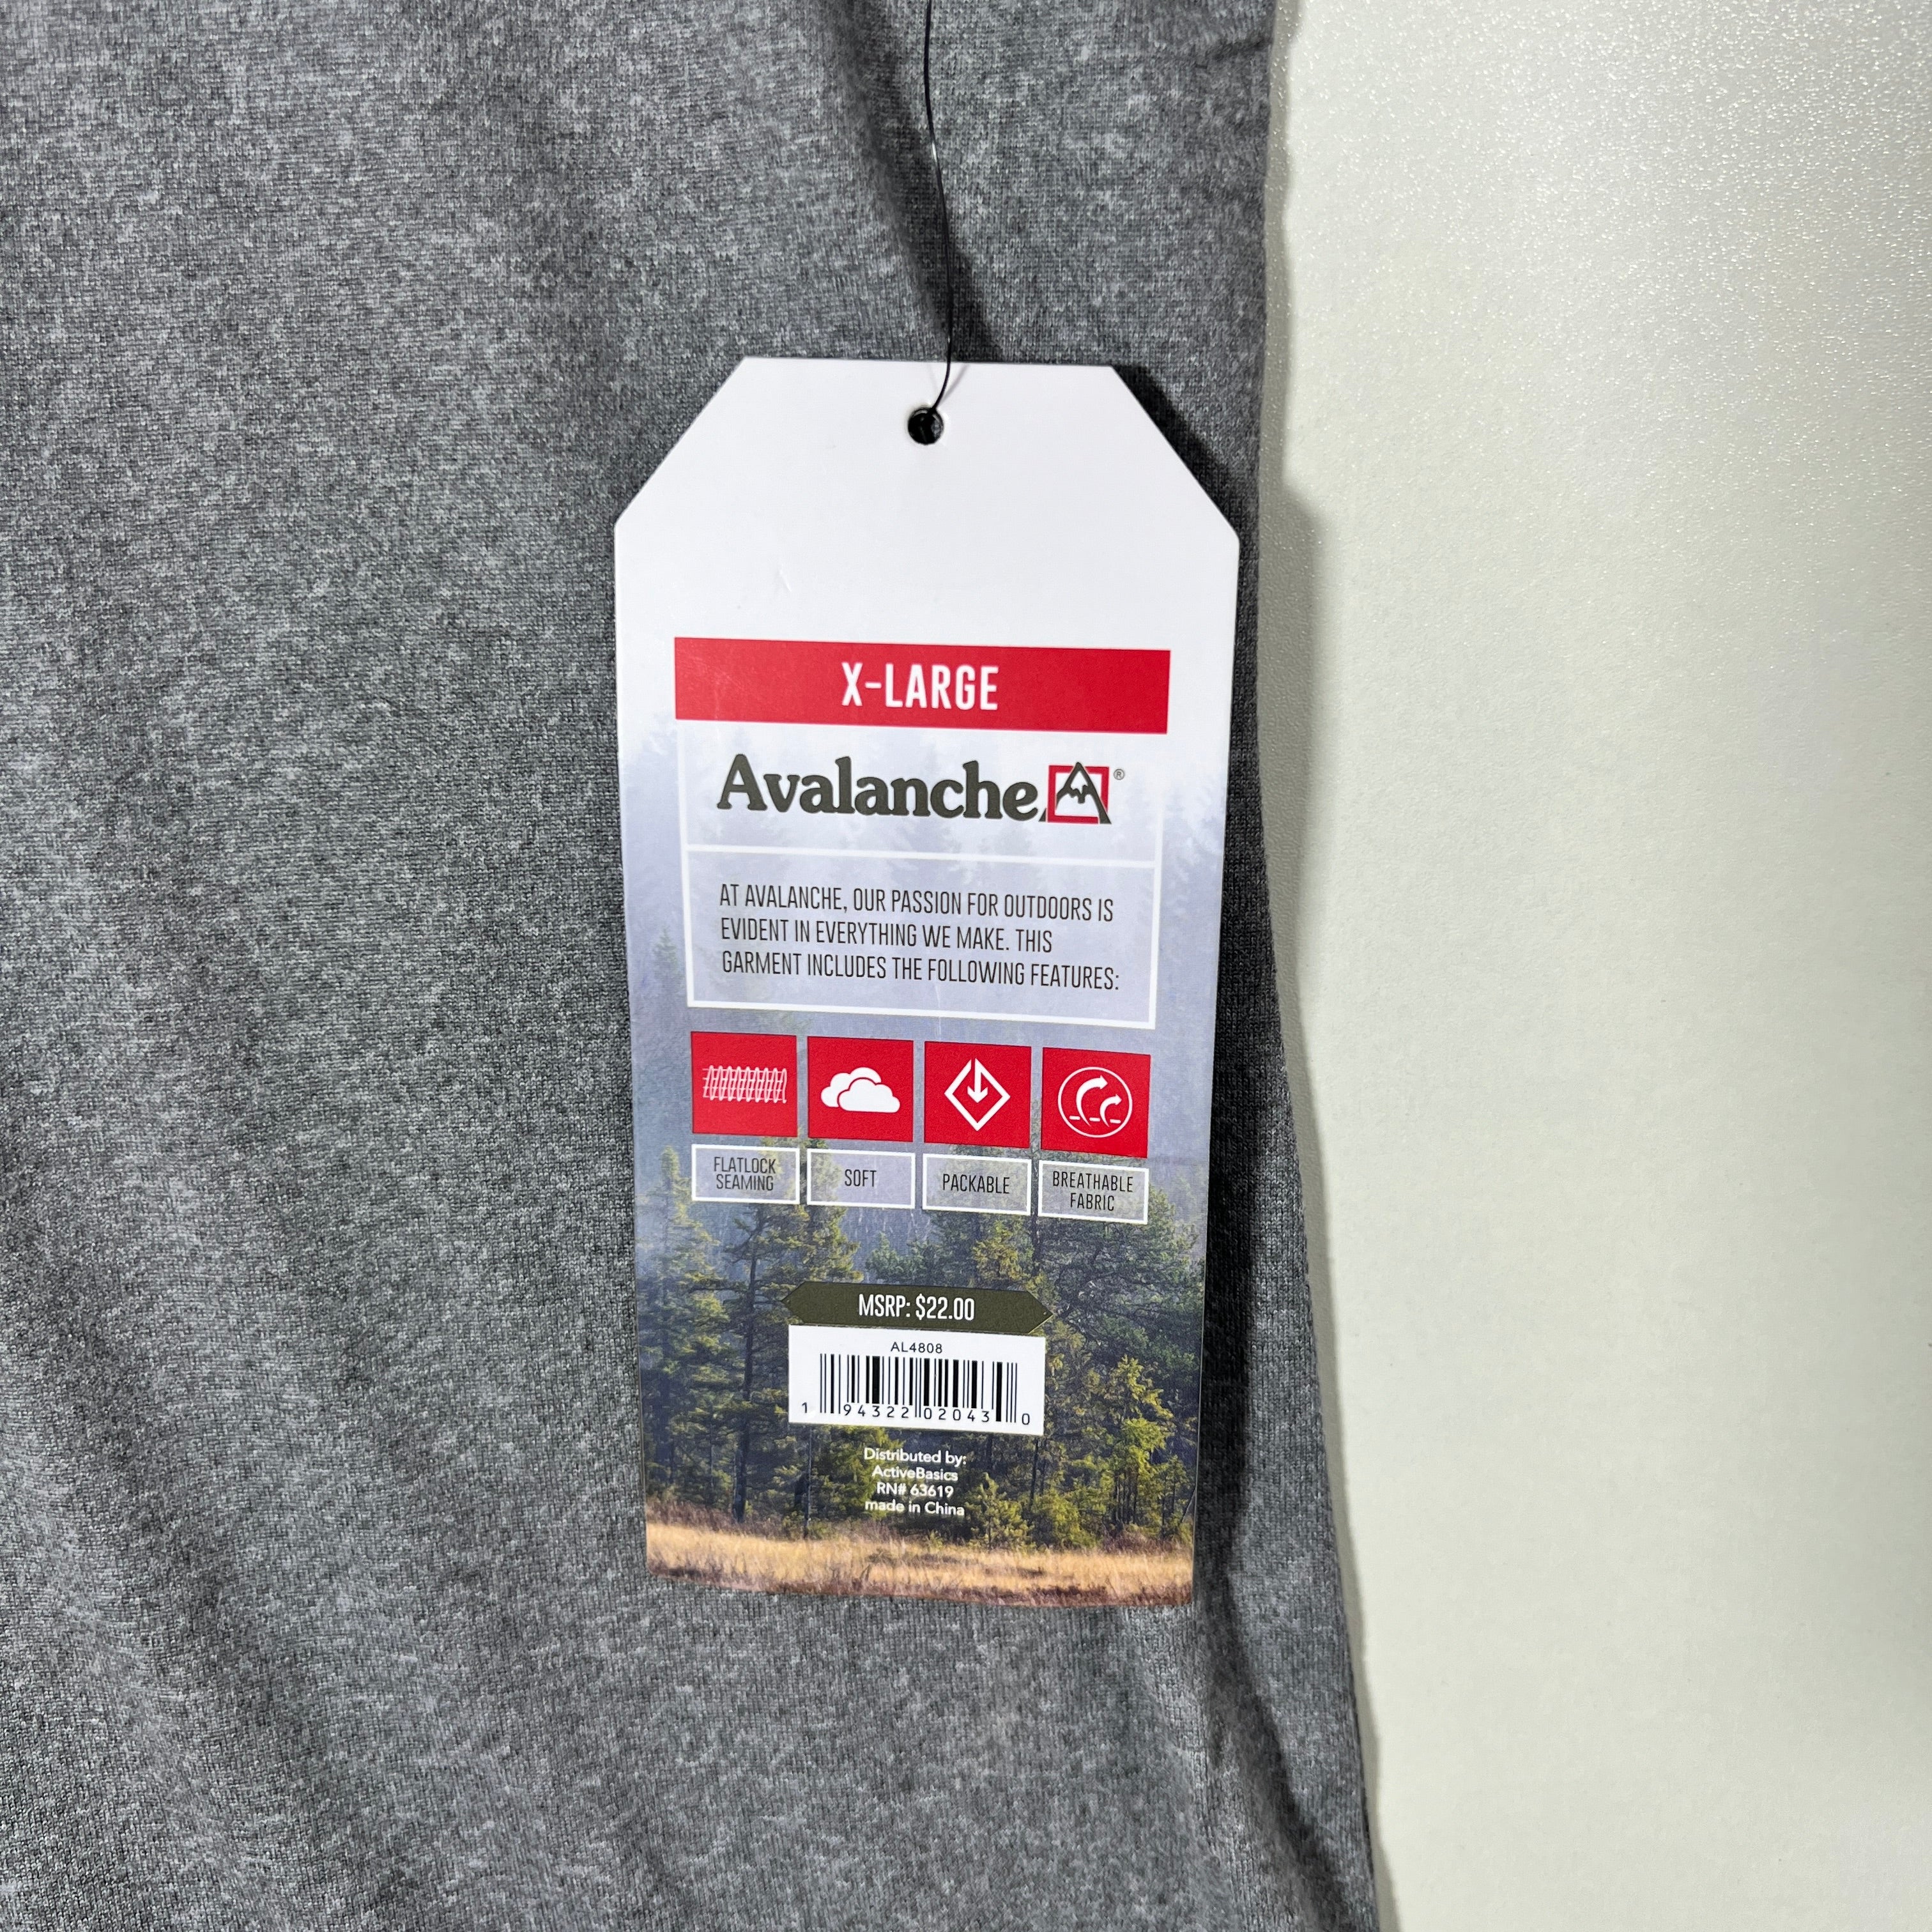 X-LARGE
Avalanche ®
AT AVALANCHE, OUR PASSION FOR OUTDOORS IS
EVIDENT IN EVERYTHING WE MAKE. THIS
GARMENT INCLUDES THE FOLLOWING FEATURES:
FLATLOCK
SEAMING
SOFT
PACKABLE
BREATHABLE
FABRIC
MSRP: $22.00
AL4808
1 94322 02043 0
Distributed by:
ActiveBasics
RN# 63619
made in China